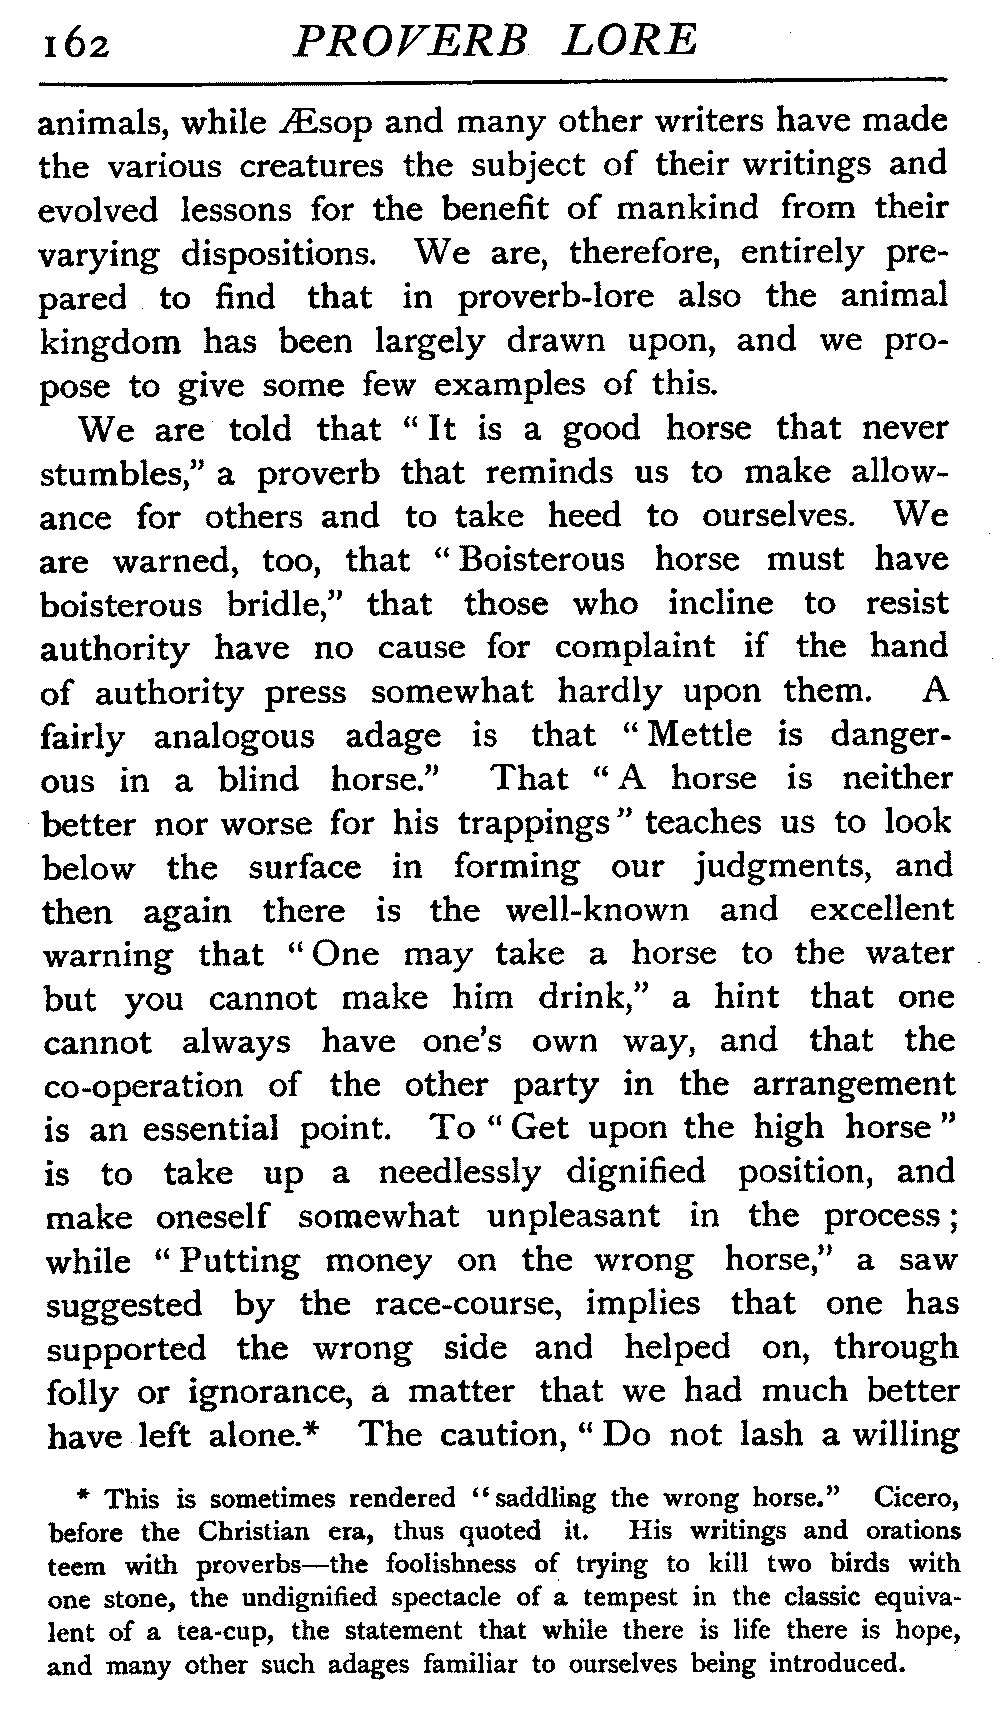 162 PROVERB LORE
animals, while Æsop and many other writers have made
the various creatures the subject of their writings and
evolved lessons for the benefit of mankind from their
varying dispositions. We are, therefore, entirely pre-
pared to find that in proverb-lore also the animal
kingdom has been largely drawn upon, and we pro-
pose to give some few examples of this.
We are told that “ It is a good horse that never
stumbles,” a proverb that reminds us to make allow-
ance for others and to take heed to ourselves. We
are warned, too, that “ Boisterous horse must have
boisterous bridle,” that those who incline to resist
authority have no cause for complaint if the hand
of authority press somewhat hardly upon them. A
fairly analogous adage is that “ Mettle is danger-
ous in a blind horse.” That “ A horse is neither
better nor worse for his trappings ” teaches us to look
below the surface in forming our judgments, and
then again there is the well-known and excellent
warning that “ One may take a horse to the water
but you cannot make him drink,” a hint that one
cannot always have one's own way, and that the
co-operation of the other party in the arrangement
is an essential point. To “ Get upon the high horse ”
is to take up a needlessly dignified position, and
make oneself somewhat unpleasant in the process ;
while “ Putting money on the wrong horse,” a saw
suggested by the race-course, implies that one has
supported the wrong side and helped on, through
folly or ignorance, a matter that we had much better
have left alone.* The caution, “ Do not lash a willing
* This is sometimes rendered “ saddling the wrong horse.” Cicero,
before the Christian era, thus quoted it. His writings and orations
teem with proverbs—the foolishness of trying to kill two birds with
one stone, the undignified spectacle of a tempest in the classic equiva-
lent of a tea-cup, the statement that while there is life there is hope,
and many other such adages familiar to ourselves being introduced.